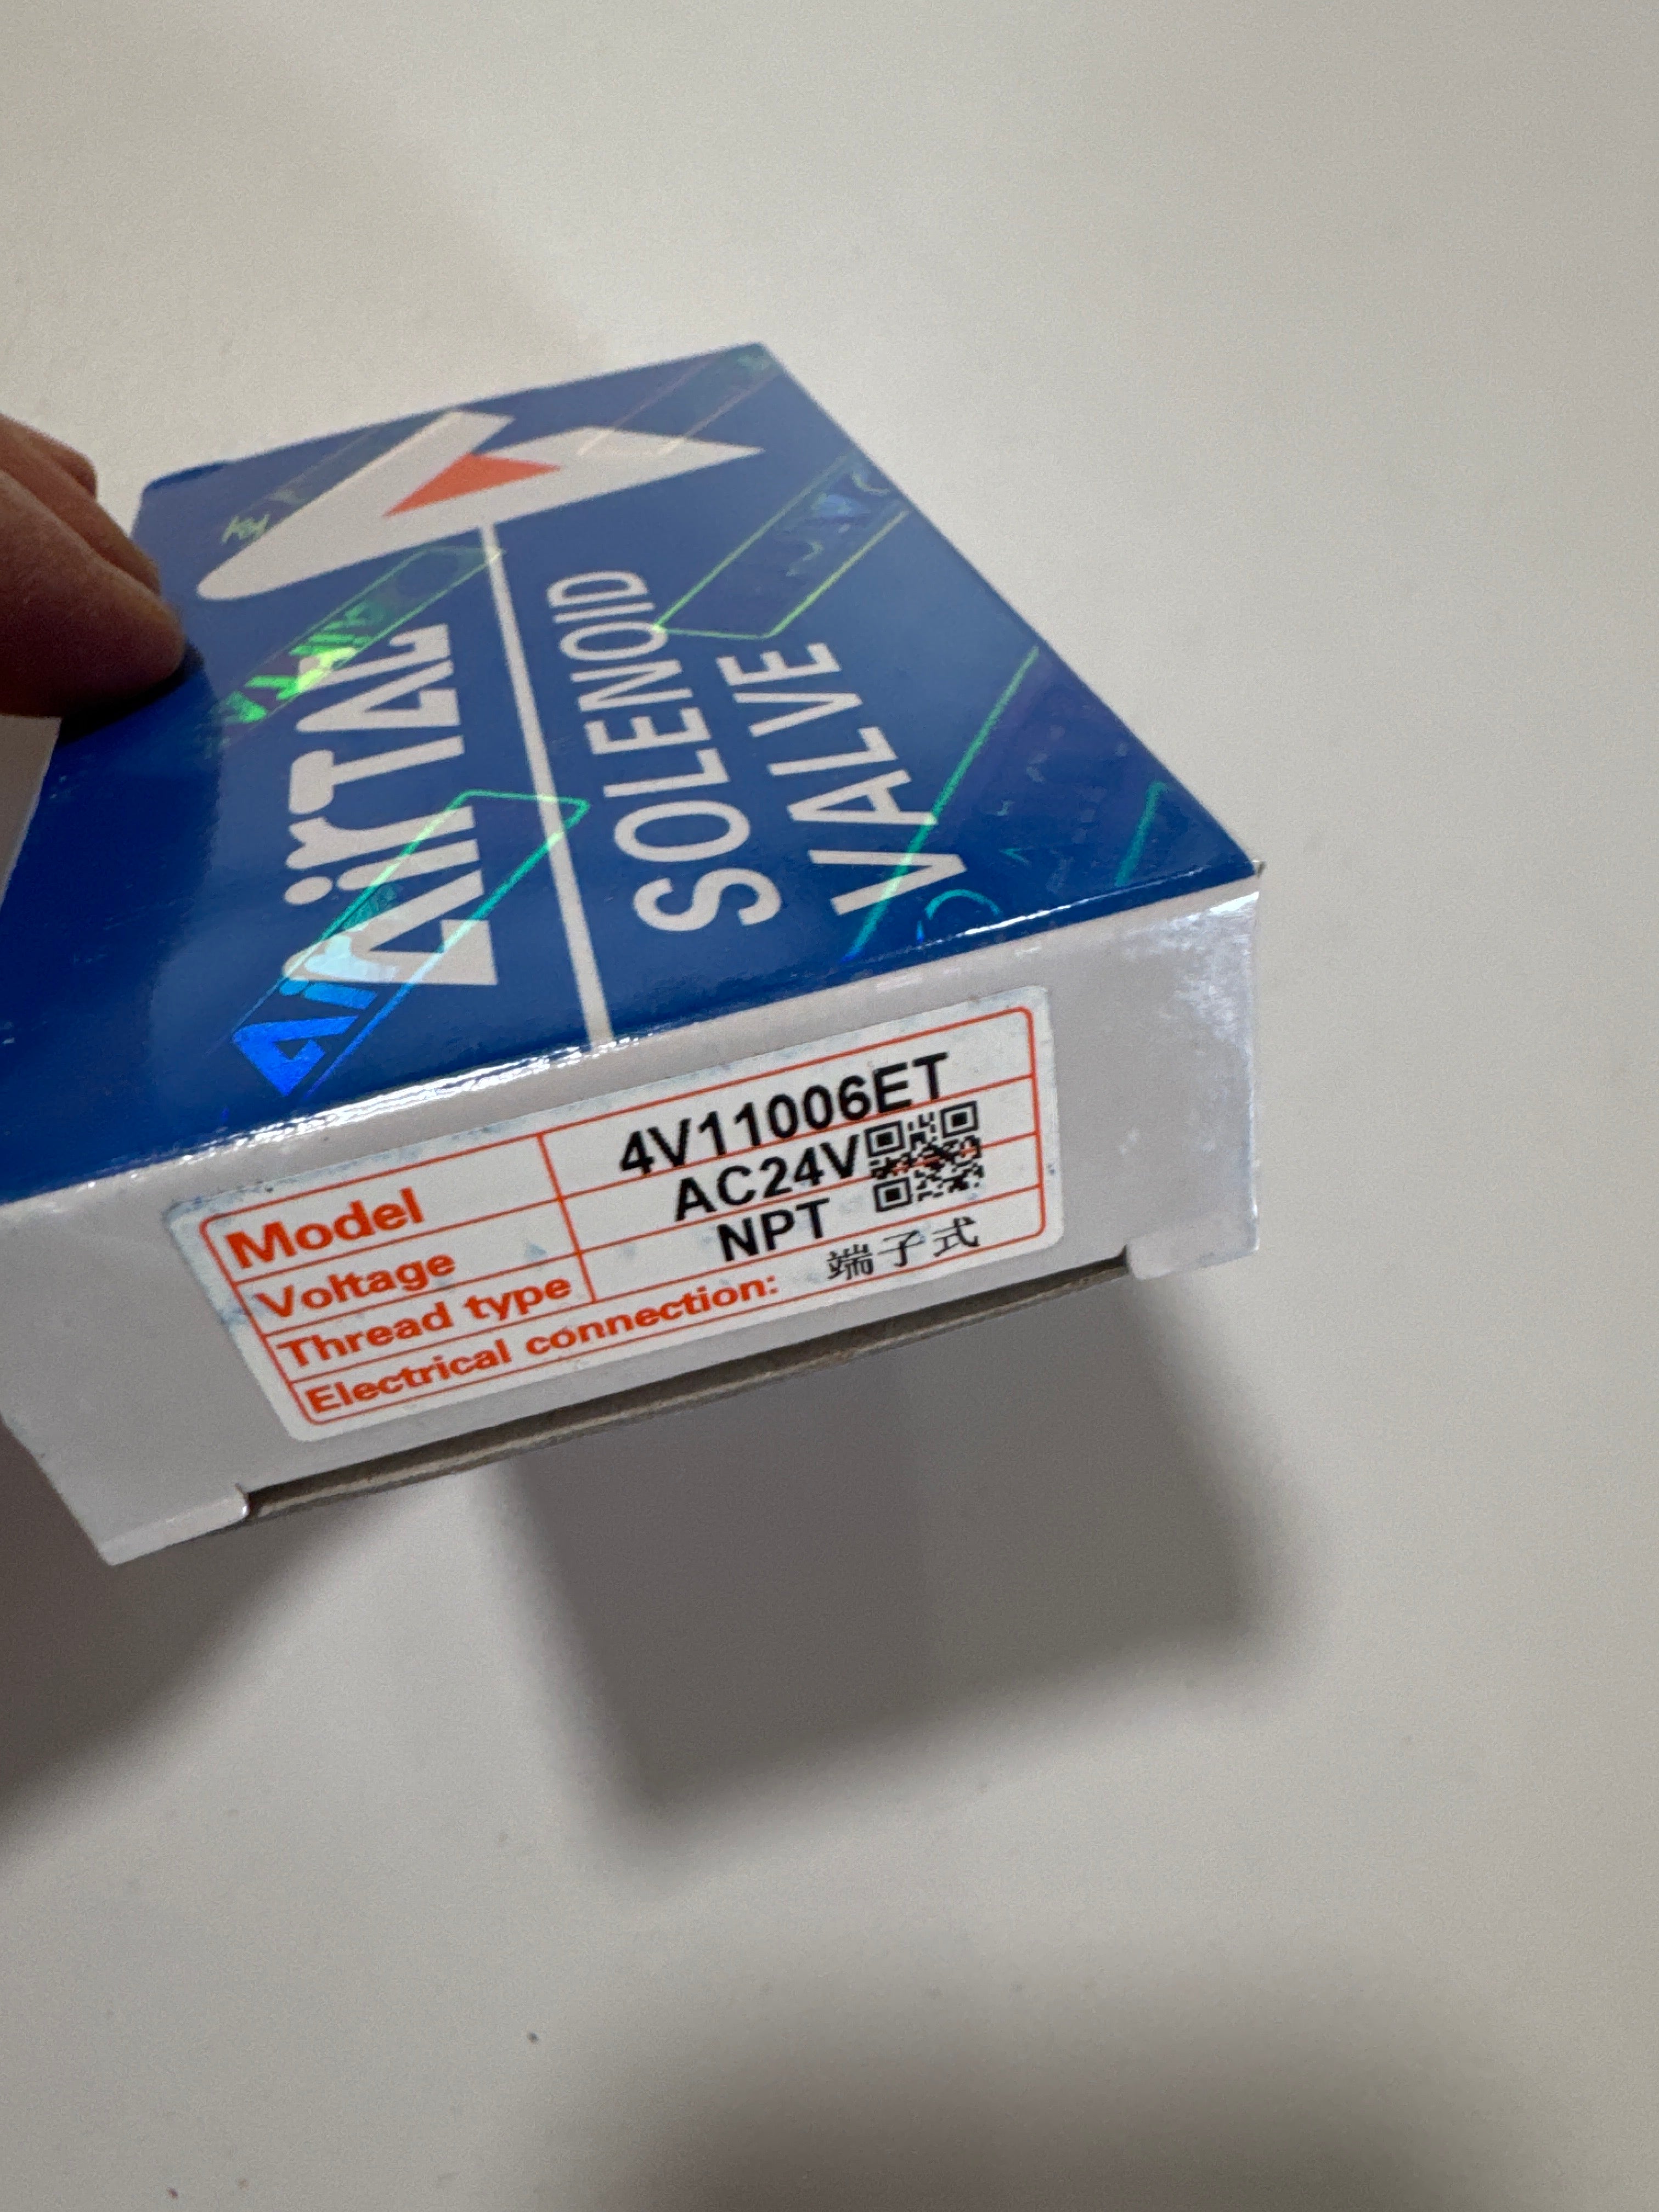 AirTAC
SOLENOID
VALVE
Model 4V11006ET
Voltage AC24V
Thread type NPT
Electrical connection: 端子式